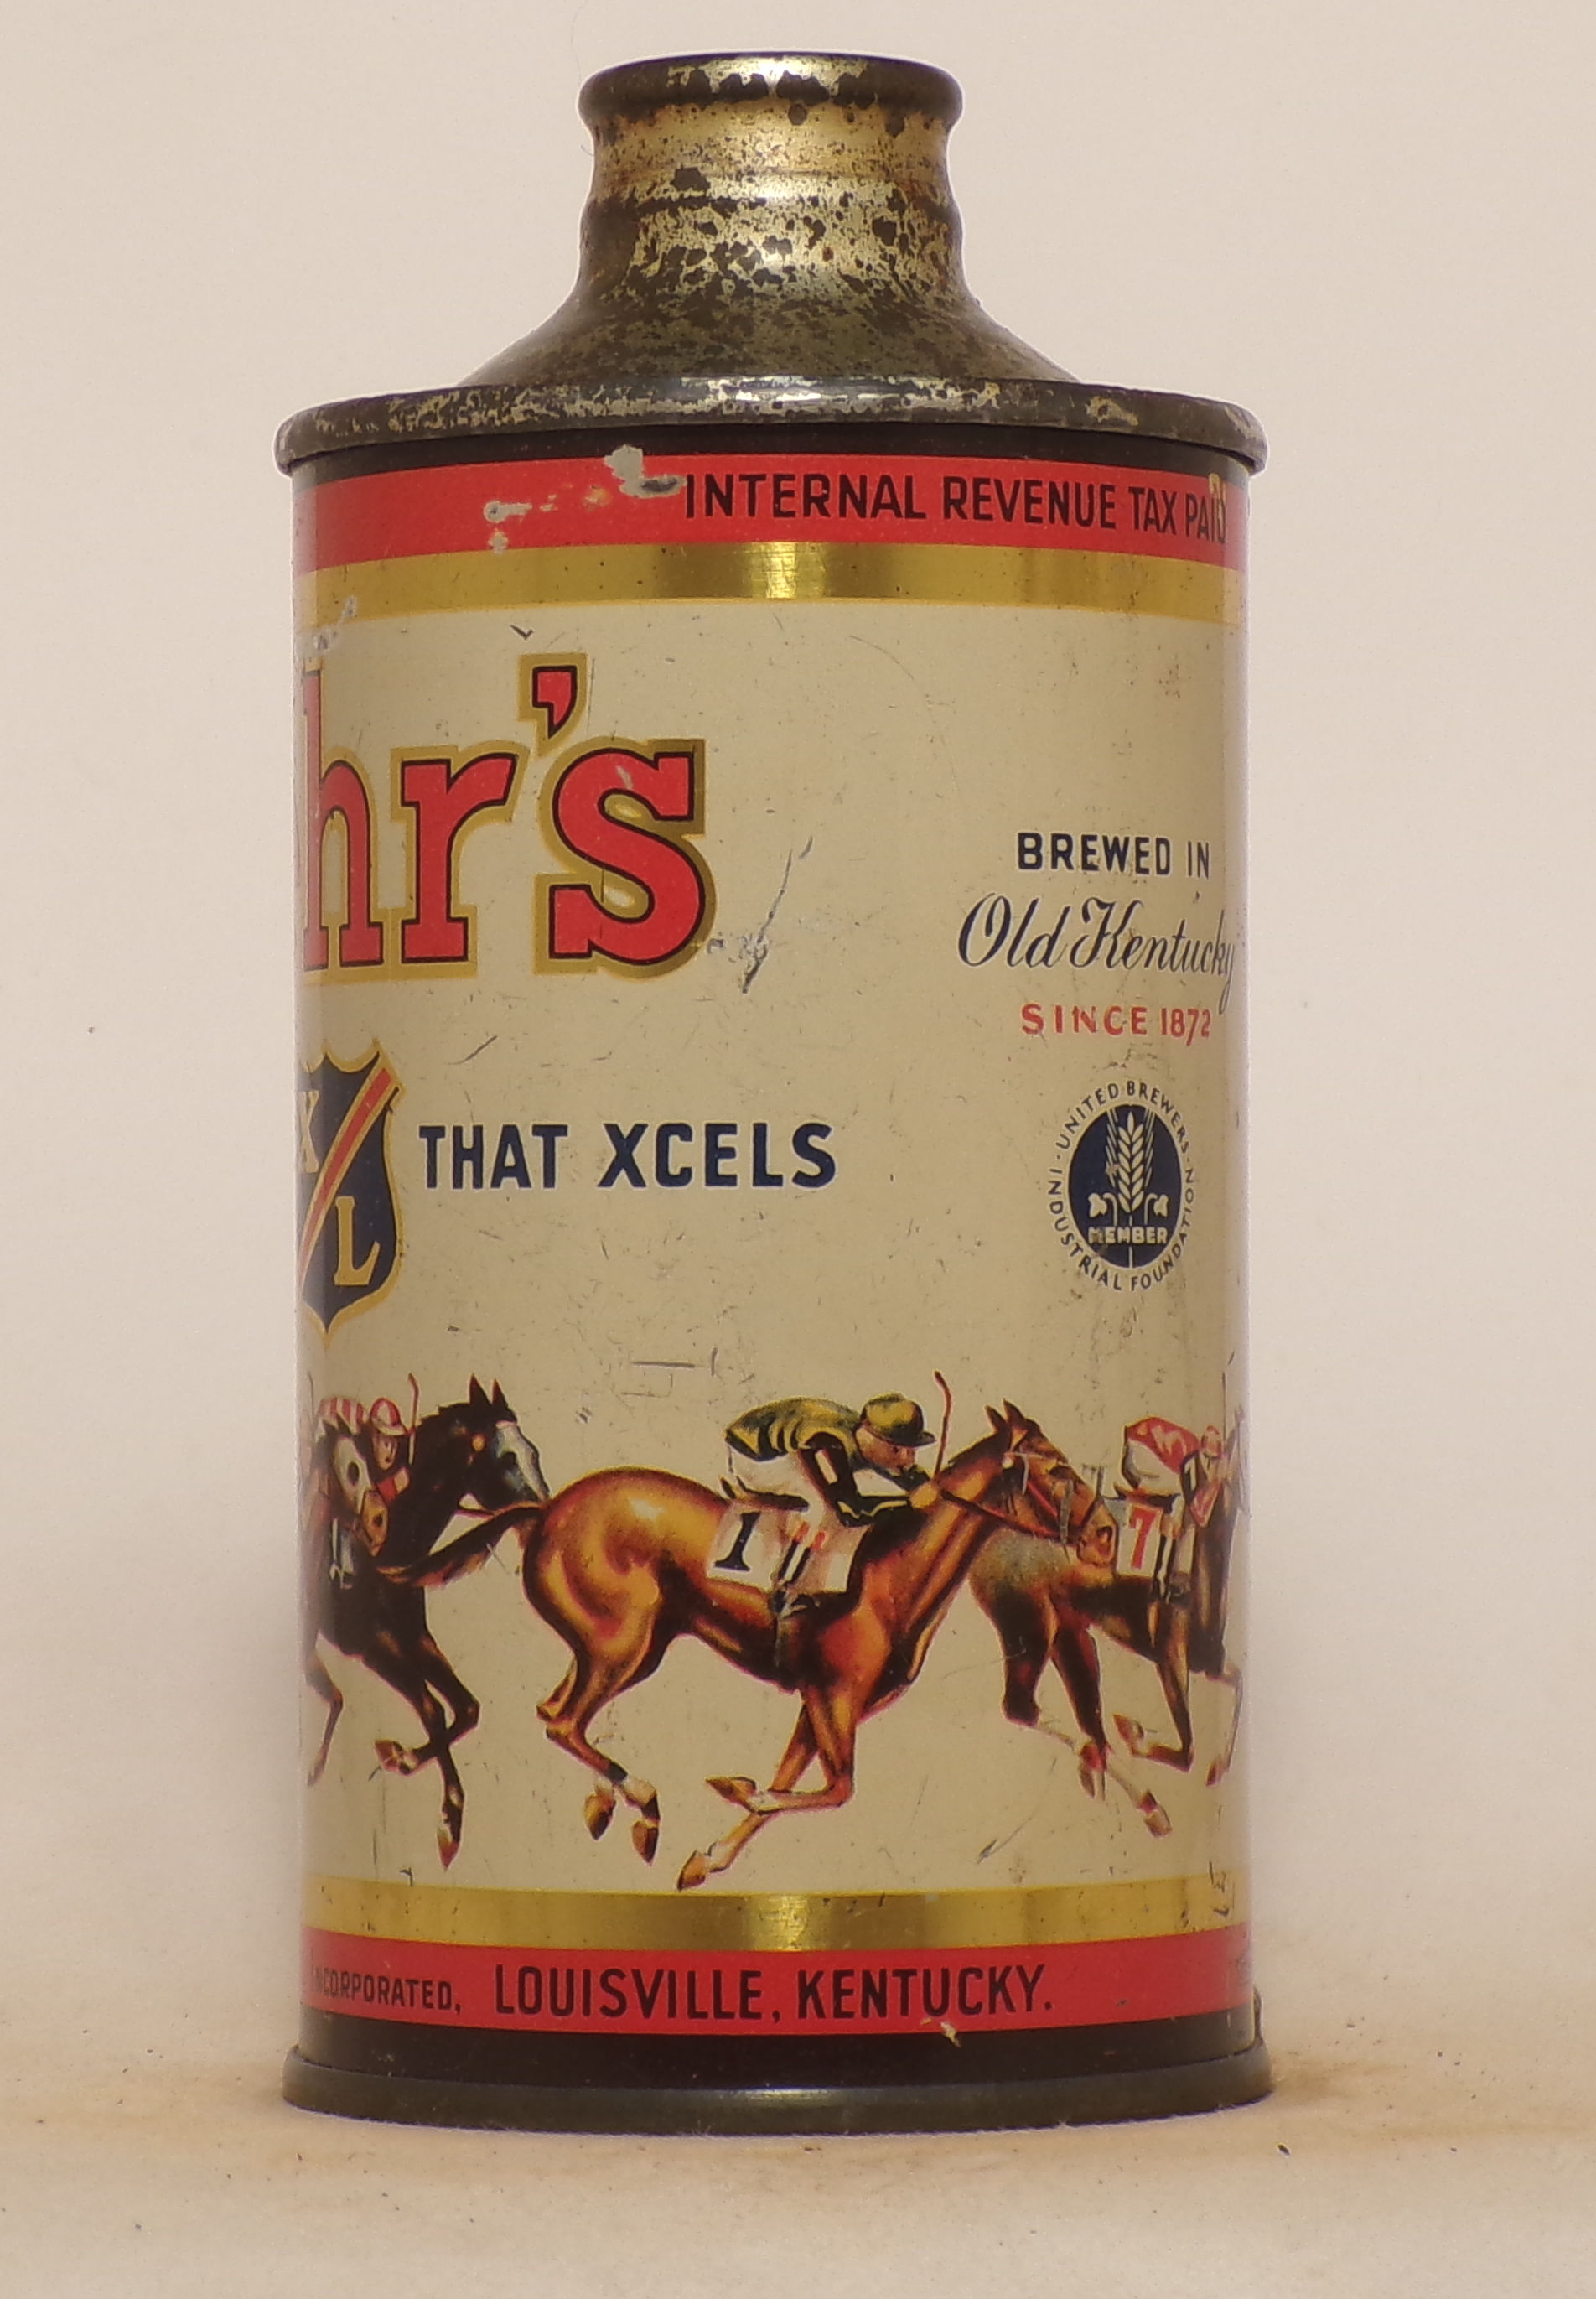 INTERNAL REVENUE TAX PAID
hr's
BREWED IN
Old Kentucky
SINCE 1872
X
L
THAT XCELS
UNITED BREWERS INDUSTRIAL FOUNDATION
MEMBER
1
7
7
INCORPORATED, LOUISVILLE, KENTUCKY.